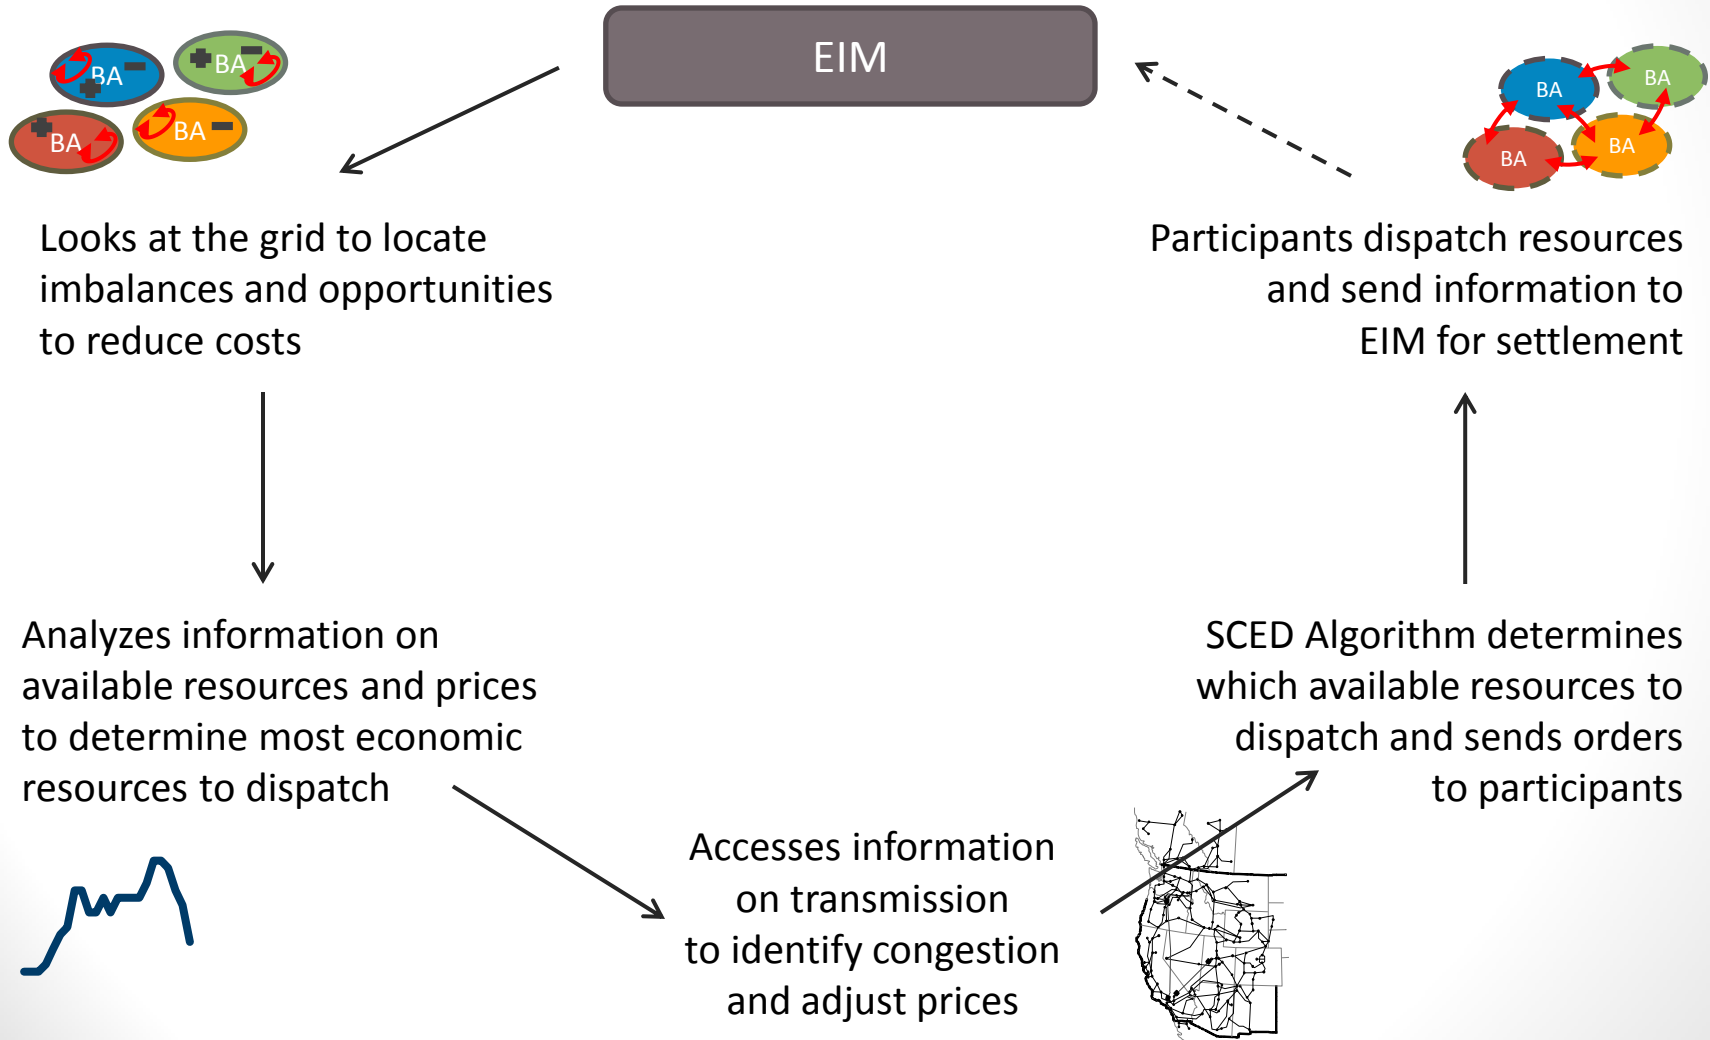 EIM
BA
BA
BA
BA
BA
BA
BA
BA
Looks at the grid to locate
imbalances and opportunities
to reduce costs
Analyzes information on
available resources and prices
to determine most economic
resources to dispatch
Accesses information
on transmission
to identify congestion
and adjust prices
SCED Algorithm determines
which available resources to
dispatch and sends orders
to participants
Participants dispatch resources
and send information to
EIM for settlement